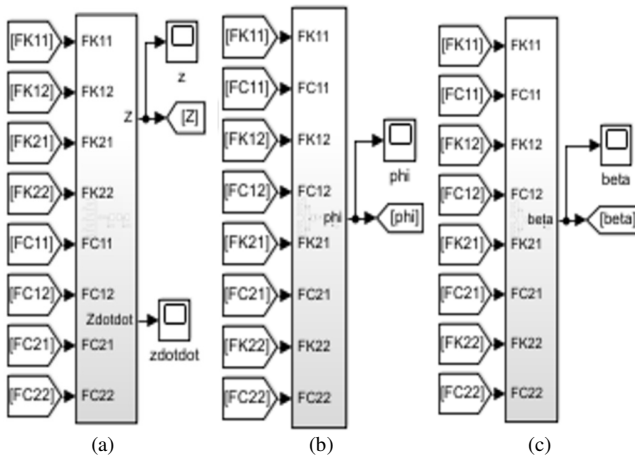 [FK11] FK11
[FK12] FK12
[FK21] FK21
[FK22] FK22
[FC11] FC11
[FC12] FC12
[FC21] FC21
[FC22] FC22
Z
z
[Z]
Zdotdot
zdotdot
(a)
[FK11] FK11
[FC11] FC11
[FK12] FK12
[FC12] FC12
[FK21] FK21
[FC21] FC21
[FK22] FK22
[FC22] FC22
phi
phi
[phi]
(b)
[FK11] FK11
[FC11] FC11
[FK12] FK12
[FC12] FC12
[FK21] FK21
[FC21] FC21
[FK22] FK22
[FC22] FC22
beta
beta
[beta]
(c)